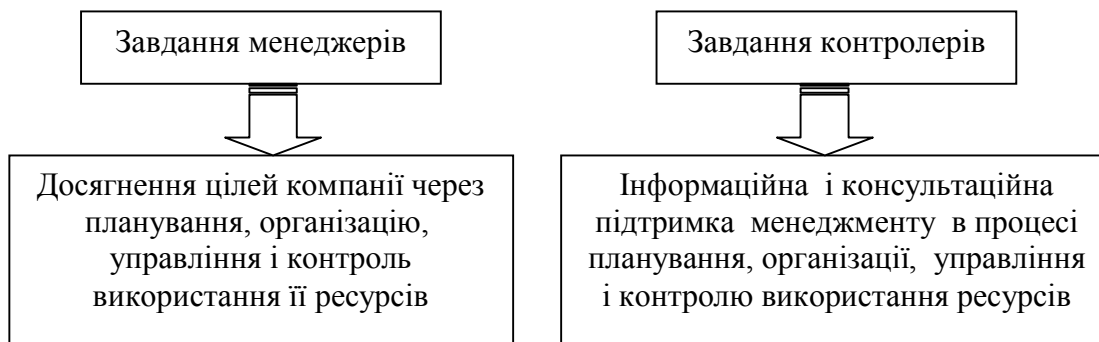 Завдання менеджерів
Завдання контролерів
Досягнення цілей компанії через
планування, організацію,
управління і контроль
використання її ресурсів
Інформаційна і консультаційна
підтримка менеджменту в процесі
планування, організації, управління
і контролю використання ресурсів